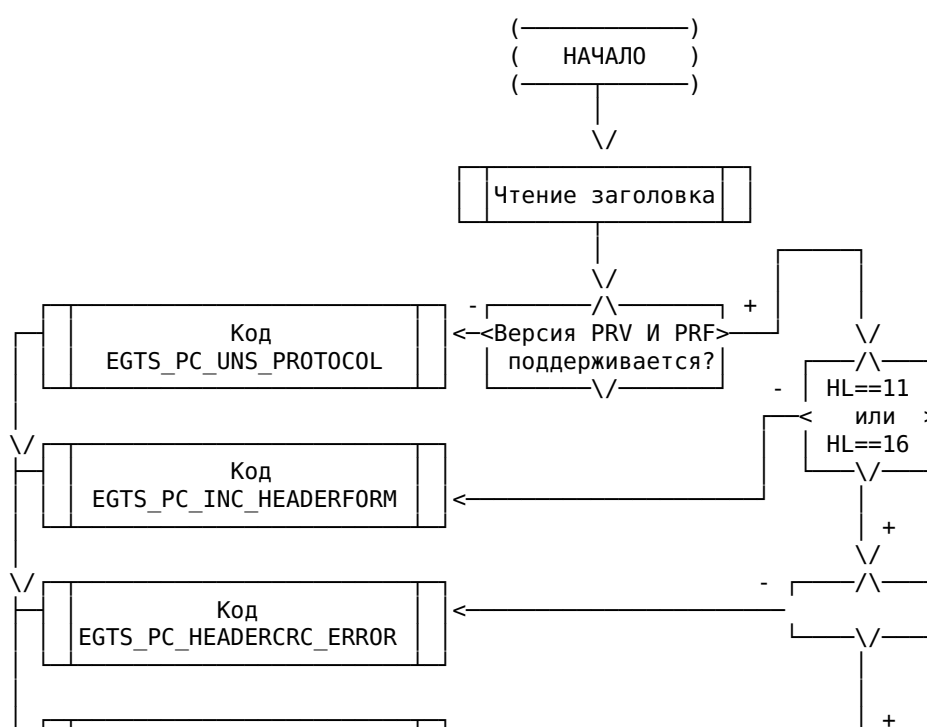 НАЧАЛО
Чтение заголовка
- +
Код
EGTS_PC_UNS_PROTOCOL
Версия PRV И PRF
поддерживается?
-
HL==11
или
HL==16
Код
EGTS_PC_INC_HEADERFORM
+
-
Код
EGTS_PC_HEADERCRC_ERROR
+